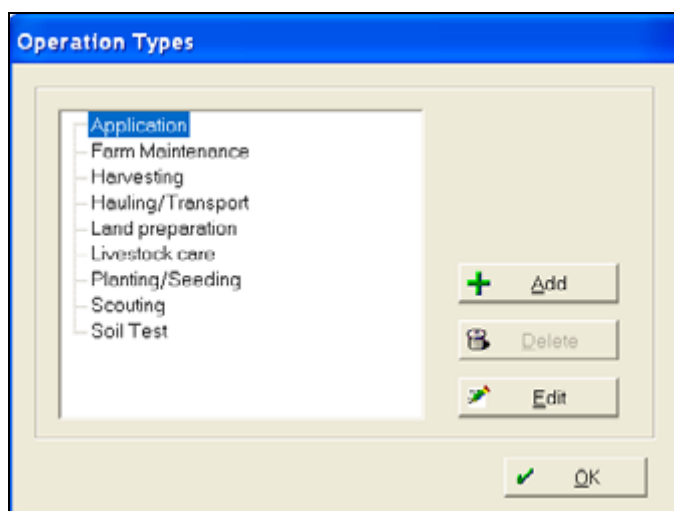 Operation Types
Application
Farm Maintenance
Harvesting
Hauling/Transport
Land preparation
Livestock care
Planting/Seeding
Scouting
Soil Test
Add
Delete
Edit
OK